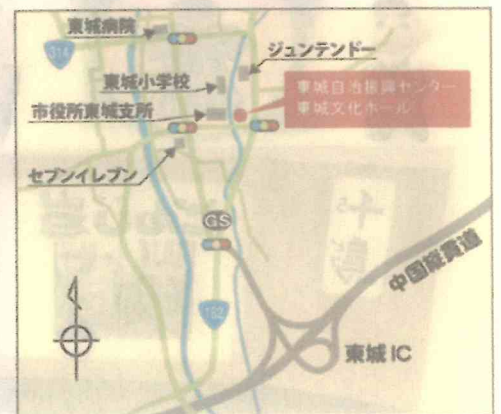 東城病院
314
ジュンテンドー
東城小学校
東城自治振興センター
東城文化ホール
市役所東城支所
セブンイレブン
GS
中国縦貫道
182
東城IC